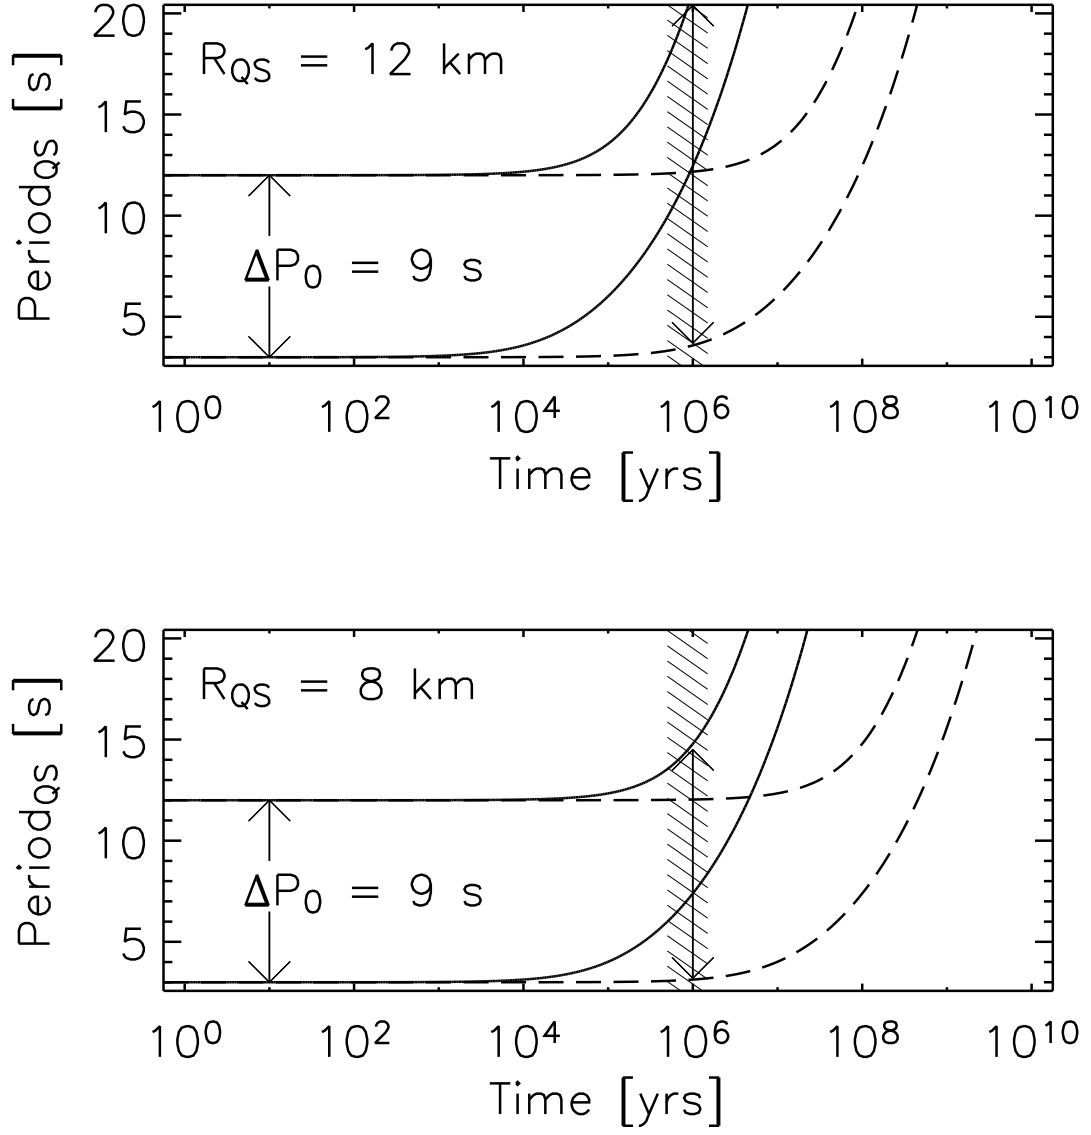 20
R_QS = 12 km
15
Period_QS [s]
10
ΔP_0 = 9 s
5
10^0 10^2 10^4 10^6 10^8 10^10
Time [yrs]
20
R_QS = 8 km
15
Period_QS [s]
10
ΔP_0 = 9 s
5
10^0 10^2 10^4 10^6 10^8 10^10
Time [yrs]